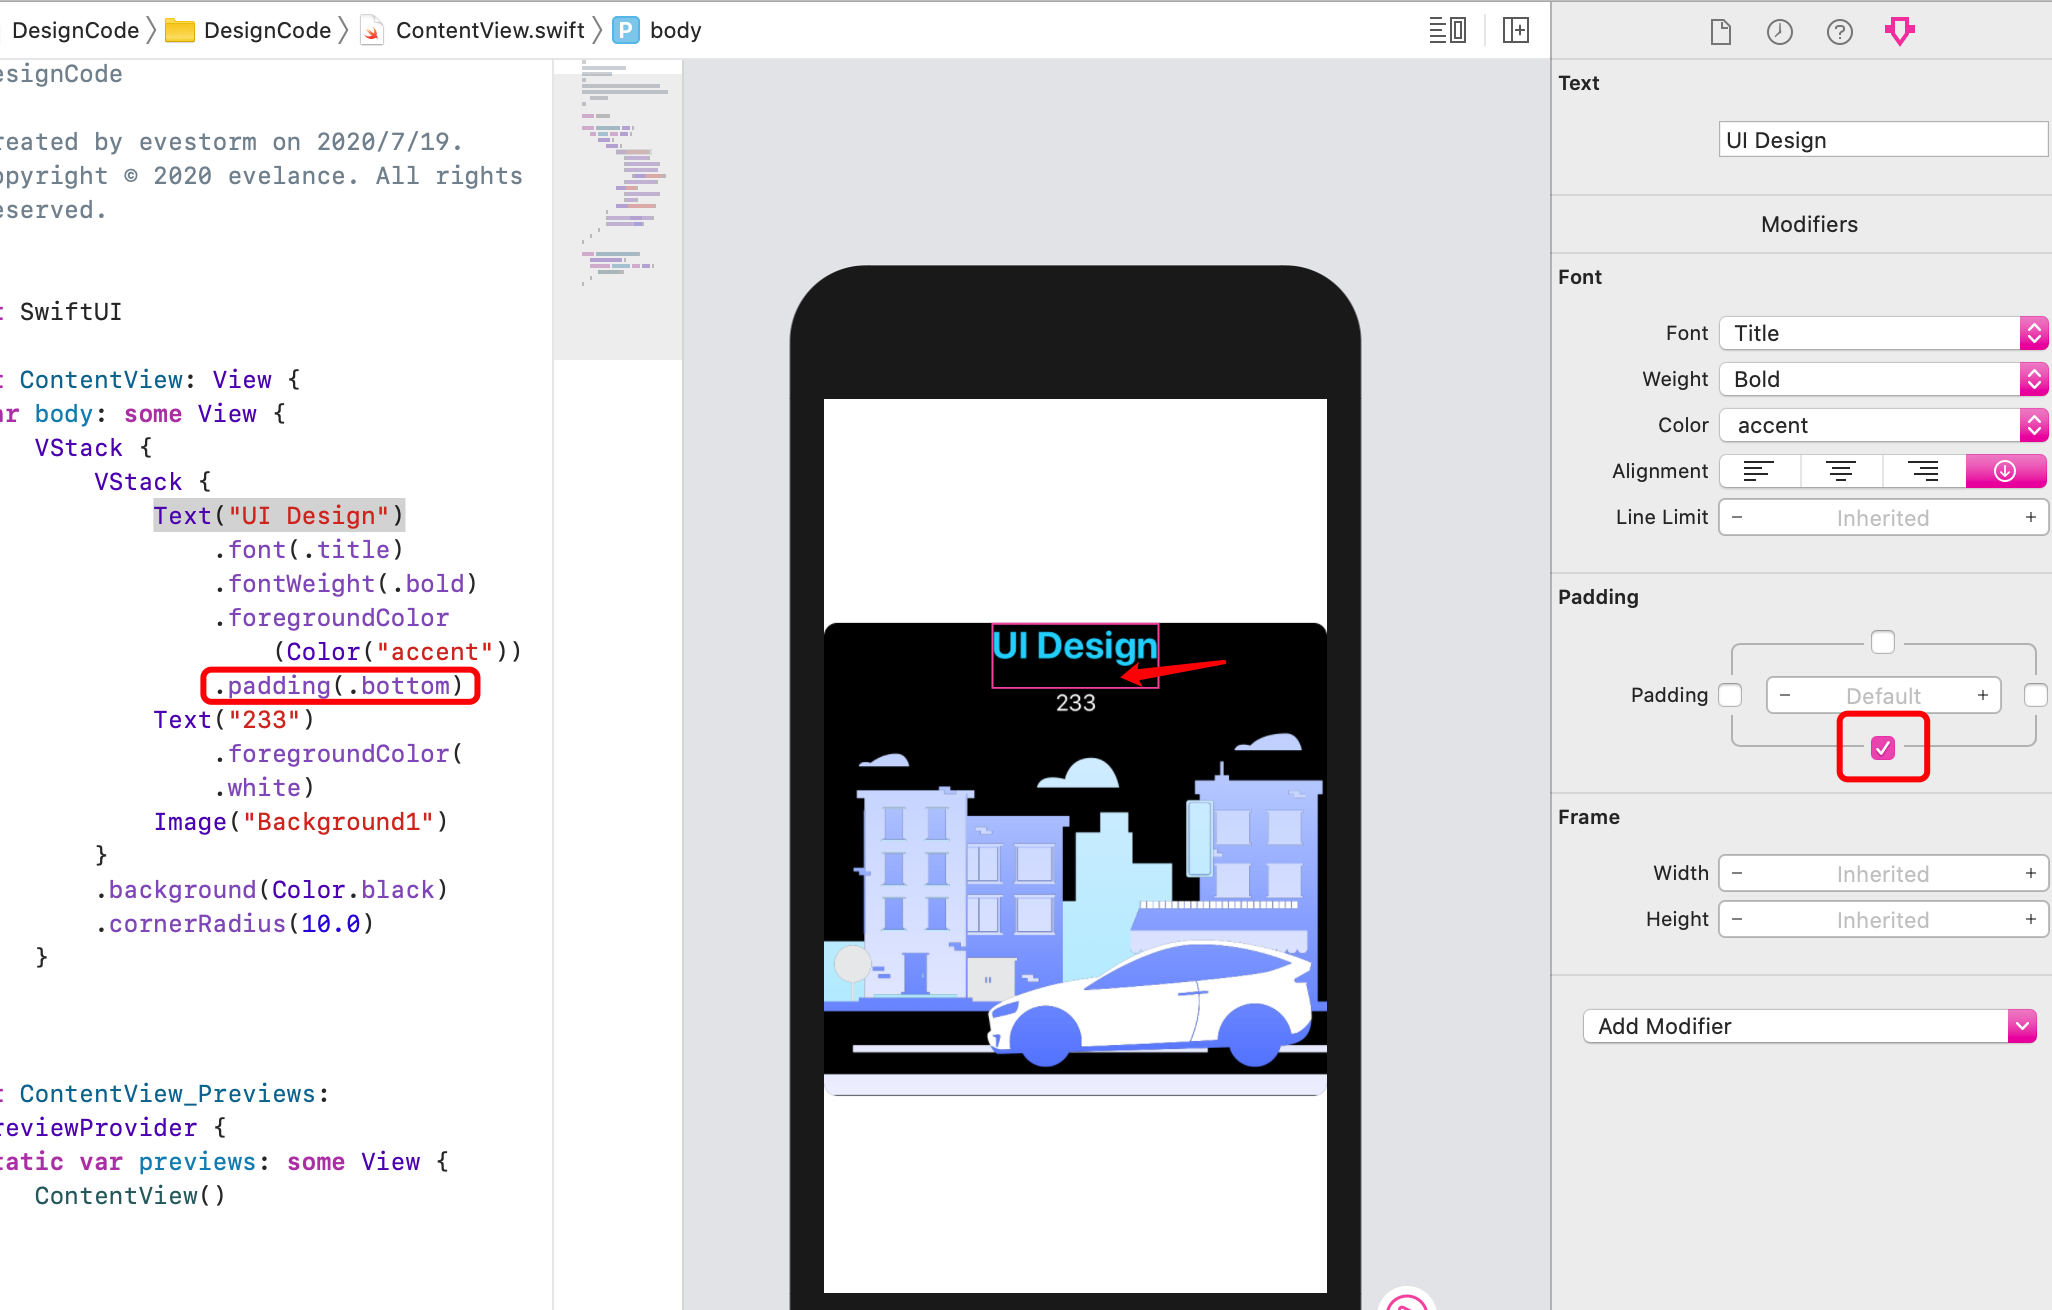 DesignCode DesignCode ContentView.swift P body
esignCode
reated by evestorm on 2020/7/19.
opyright © 2020 evelance. All rights
eserved.
t SwiftUI
t ContentView: View {
ar body: some View {
VStack {
VStack {
Text("UI Design")
.font(.title)
.fontWeight(.bold)
.foregroundColor
(Color("accent"))
.padding(.bottom)
Text("233")
.foregroundColor(
.white)
Image("Background1")
}
.background(Color.black)
.cornerRadius(10.0)
}
t ContentView_Previews:
reviewProvider {
tatic var previews: some View {
ContentView()
UI Design
233
Text
UI Design
Modifiers
Font
Font Title
Weight Bold
Color accent
Alignment
Line Limit − Inherited +
Padding
Padding − Default +
Frame
Width − Inherited +
Height − Inherited +
Add Modifier